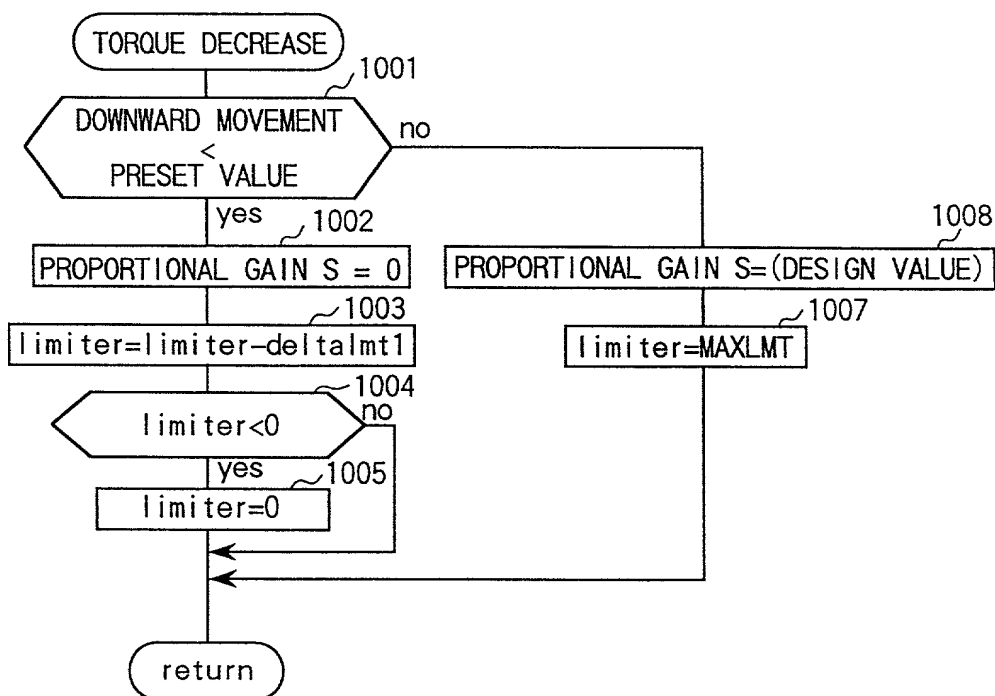 TORQUE DECREASE
1001
DOWNWARD MOVEMENT
<
PRESET VALUE
no
yes
1002
PROPORTIONAL GAIN S = 0
1008
PROPORTIONAL GAIN S=(DESIGN VALUE)
1003
limiter=limiter-deltalmt1
1007
limiter=MAXLMT
1004
limiter<0
no
yes
1005
limiter=0
return